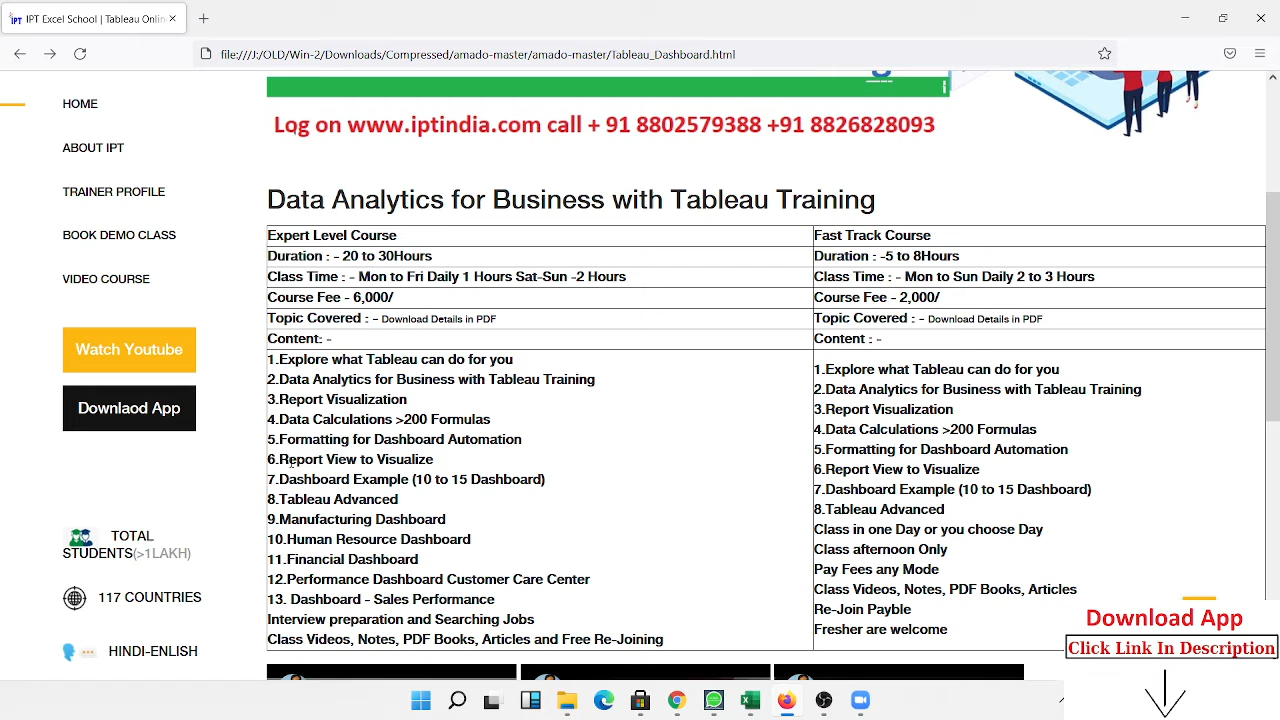 IPT Excel School | Tableau Onlin
file:///J:/OLD/Win-2/Downloads/Compressed/amado-master/amado-master/Tableau_Dashboard.html
HOME
ABOUT IPT
TRAINER PROFILE
BOOK DEMO CLASS
VIDEO COURSE
Watch Youtube
Downlaod App
TOTAL
STUDENTS(>1LAKH)
117 COUNTRIES
HINDI-ENLISH
Log on www.iptindia.com call + 91 8802579388 +91 8826828093
Data Analytics for Business with Tableau Training
Expert Level Course
Duration : - 20 to 30Hours
Class Time : - Mon to Fri Daily 1 Hours Sat-Sun -2 Hours
Course Fee - 6,000/
Topic Covered : - Download Details in PDF
Content: -
1.Explore what Tableau can do for you
2.Data Analytics for Business with Tableau Training
3.Report Visualization
4.Data Calculations >200 Formulas
5.Formatting for Dashboard Automation
6.Report View to Visualize
7.Dashboard Example (10 to 15 Dashboard)
8.Tableau Advanced
9.Manufacturing Dashboard
10.Human Resource Dashboard
11.Financial Dashboard
12.Performance Dashboard Customer Care Center
13. Dashboard - Sales Performance
Interview preparation and Searching Jobs
Class Videos, Notes, PDF Books, Articles and Free Re-Joining
Fast Track Course
Duration : -5 to 8Hours
Class Time : - Mon to Sun Daily 2 to 3 Hours
Course Fee - 2,000/
Topic Covered : - Download Details in PDF
Content : -
1.Explore what Tableau can do for you
2.Data Analytics for Business with Tableau Training
3.Report Visualization
4.Data Calculations >200 Formulas
5.Formatting for Dashboard Automation
6.Report View to Visualize
7.Dashboard Example (10 to 15 Dashboard)
8.Tableau Advanced
Class in one Day or you choose Day
Class afternoon Only
Pay Fees any Mode
Class Videos, Notes, PDF Books, Articles
Re-Join Payble
Fresher are welcome
Download App
Click Link In Description